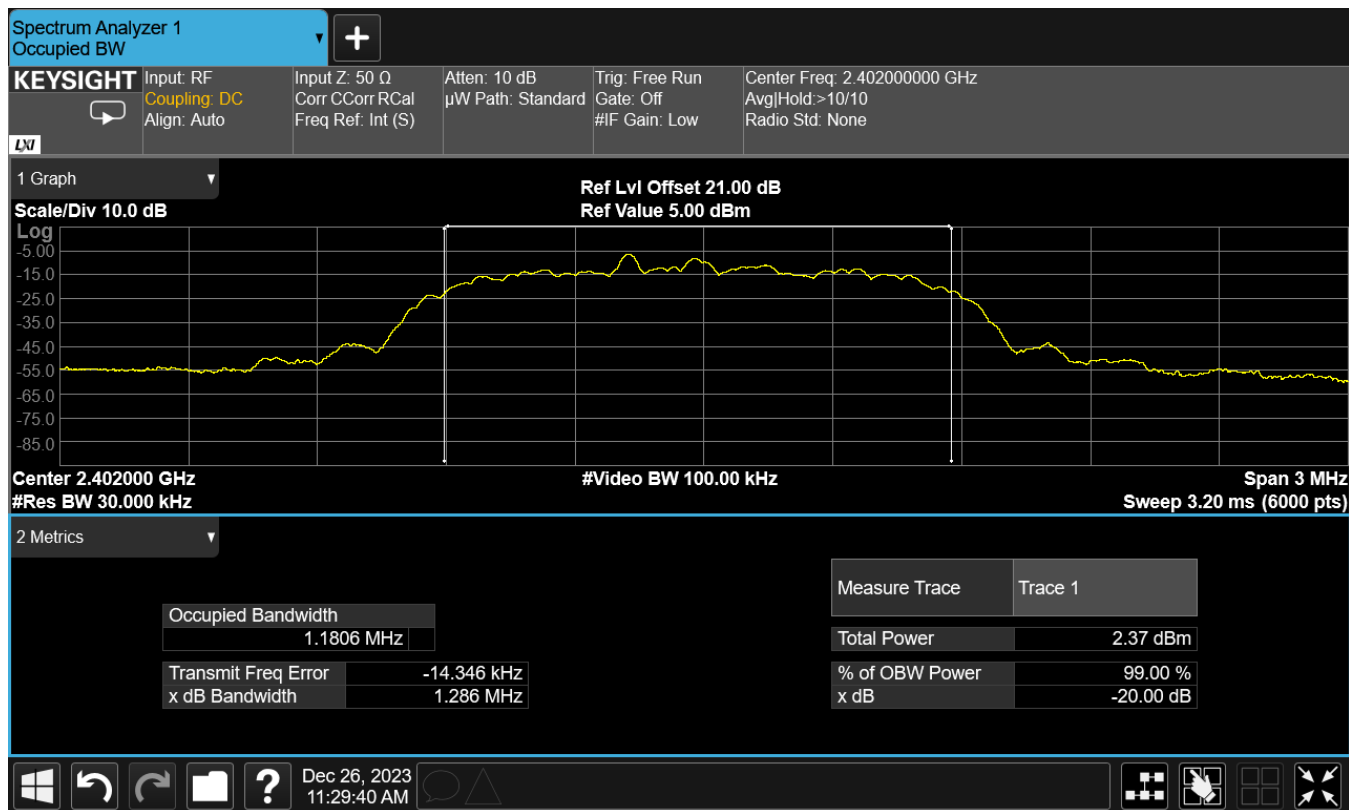 Spectrum Analyzer 1
Occupied BW
KEYSIGHT
LXI
Input: RF
Coupling: DC
Align: Auto
Input Z: 50 Ω
Corr CCorr RCal
Freq Ref: Int (S)
Atten: 10 dB
µW Path: Standard
Trig: Free Run
Gate: Off
#IF Gain: Low
Center Freq: 2.402000000 GHz
Avg|Hold:>10/10
Radio Std: None
1 Graph
Scale/Div 10.0 dB
Ref Lvl Offset 21.00 dB
Ref Value 5.00 dBm
Log
-5.00
-15.0
-25.0
-35.0
-45.0
-55.0
-65.0
-75.0
-85.0
Center 2.402000 GHz
#Video BW 100.00 kHz
Span 3 MHz
#Res BW 30.000 kHz
Sweep 3.20 ms (6000 pts)
2 Metrics
Occupied Bandwidth
1.1806 MHz
Transmit Freq Error -14.346 kHz
x dB Bandwidth 1.286 MHz
Measure Trace Trace 1
Total Power 2.37 dBm
% of OBW Power 99.00 %
x dB -20.00 dB
?
Dec 26, 2023
11:29:40 AM